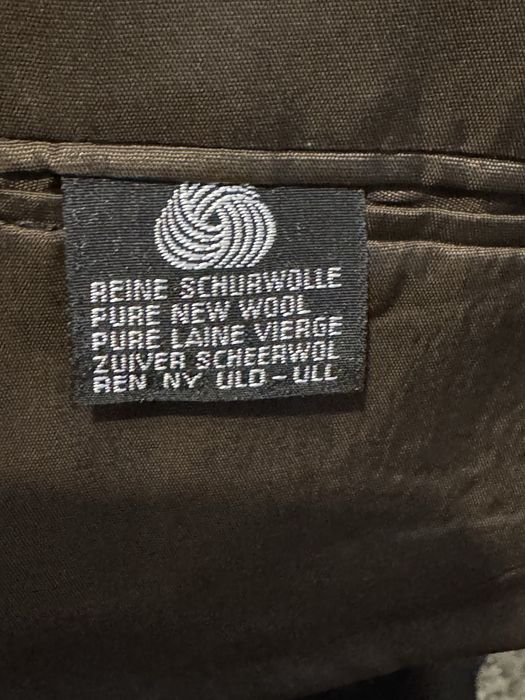 REINE SCHURWOLLE
PURE NEW WOOL
PURE LAINE VIERGE
ZUIVER SCHEERWOL
REN NY ULD-ULL